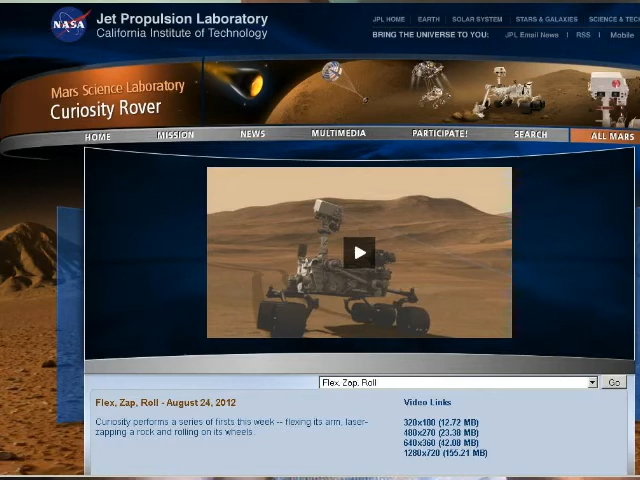 NASA
Jet Propulsion Laboratory
California Institute of Technology
JPL HOME | EARTH | SOLAR SYSTEM | STARS & GALAXIES | SCIENCE & TEC
BRING THE UNIVERSE TO YOU: JPL Email News | RSS | Mobile
Mars Science Laboratory
Curiosity Rover
HOME MISSION NEWS MULTIMEDIA PARTICIPATE! SEARCH ALL MARS
Flex, Zap, Roll Go
Flex, Zap, Roll - August 24, 2012
Curiosity performs a series of firsts this week -- flexing its arm, laser-
zapping a rock and rolling on its wheels.
Video Links
320x180 (12.72 MB)
480x270 (23.38 MB)
640x360 (42.08 MB)
1280x720 (155.21 MB)